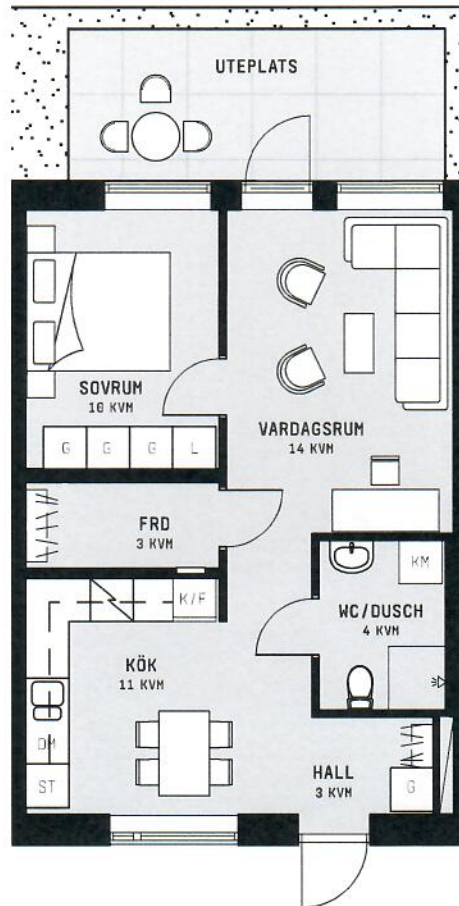 UTEPLATS
SOVRUM
10 KVM
VARDAGSRUM
14 KVM
G G G L
FRD
3 KVM
KM
WC/DUSCH
4 KVM
K/F
KÖK
11 KVM
DM
ST
HALL
3 KVM
G